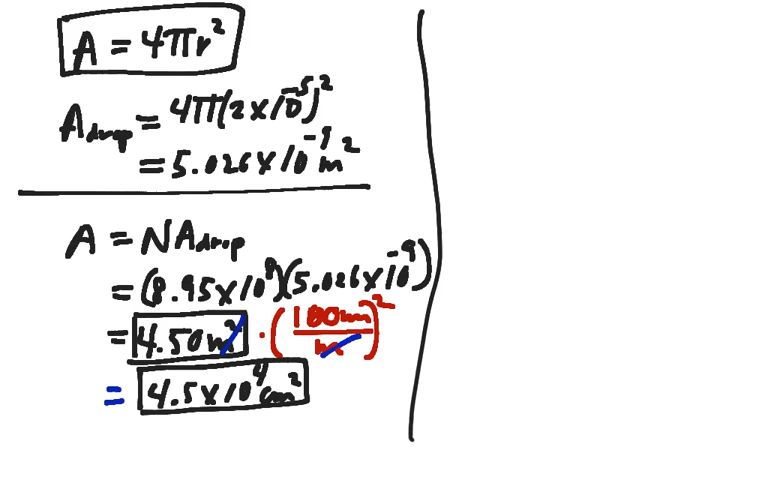 A = 4πr²
A_drop = 4π(2×10⁻⁵)²
= 5.026×10⁻⁹ m²
A = N A_drop
= (8.95×10⁸)(5.026×10⁻⁹)
= 4.50 m² · (100cm/m)²
= 4.5×10⁴ cm²